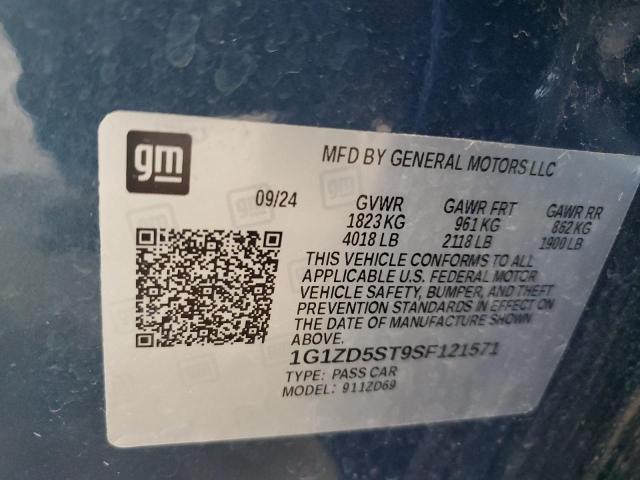 gm
MFD BY GENERAL MOTORS LLC
09/24
GVWR GAWR FRT GAWR RR
1823 KG 961 KG 862 KG
4018 LB 2118 LB 1900 LB
THIS VEHICLE CONFORMS TO ALL
APPLICABLE U.S. FEDERAL MOTOR
VEHICLE SAFETY, BUMPER, AND THEFT
PREVENTION STANDARDS IN EFFECT ON
THE DATE OF MANUFACTURE SHOWN
ABOVE.
1G1ZD5ST9SF121571
TYPE: PASS CAR
MODEL: 911ZD69